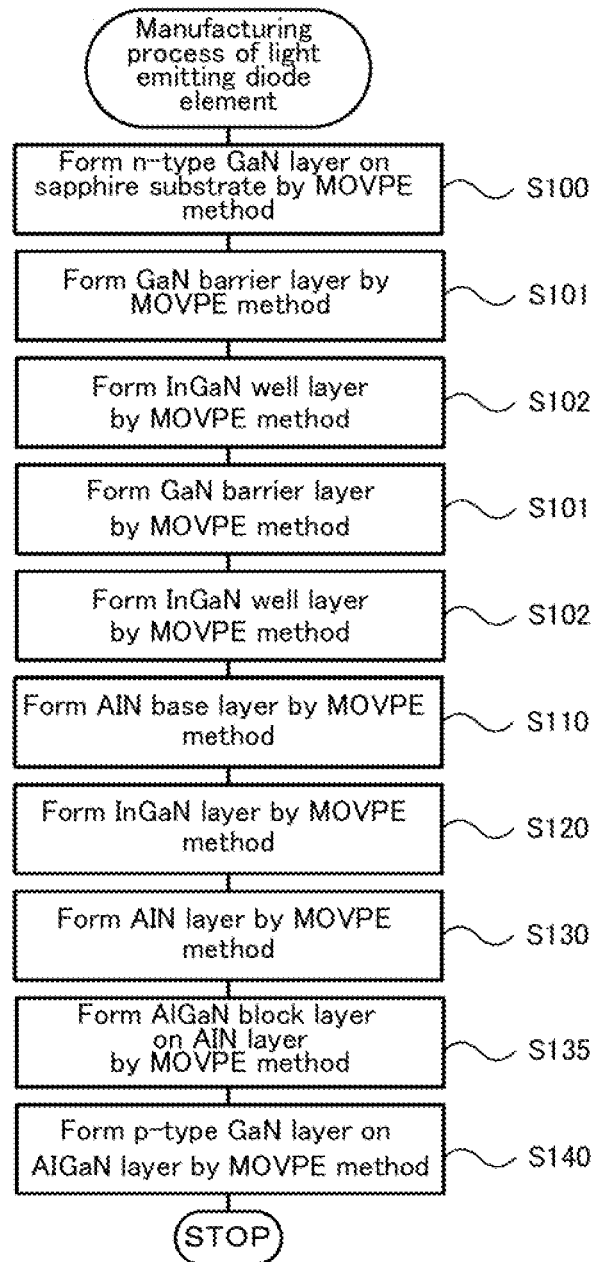 Manufacturing
process of light
emitting diode
element
Form n-type GaN layer on
sapphire substrate by MOVPE
method
S100
Form GaN barrier layer by
MOVPE method
S101
Form InGaN well layer
by MOVPE method
S102
Form GaN barrier layer
by MOVPE method
S101
Form InGaN well layer
by MOVPE method
S102
Form AlN base layer by MOVPE
method
S110
Form InGaN layer by MOVPE
method
S120
Form AlN layer by MOVPE
method
S130
Form AlGaN block layer
on AlN layer
by MOVPE method
S135
Form p-type GaN layer on
AlGaN layer by MOVPE method
S140
STOP